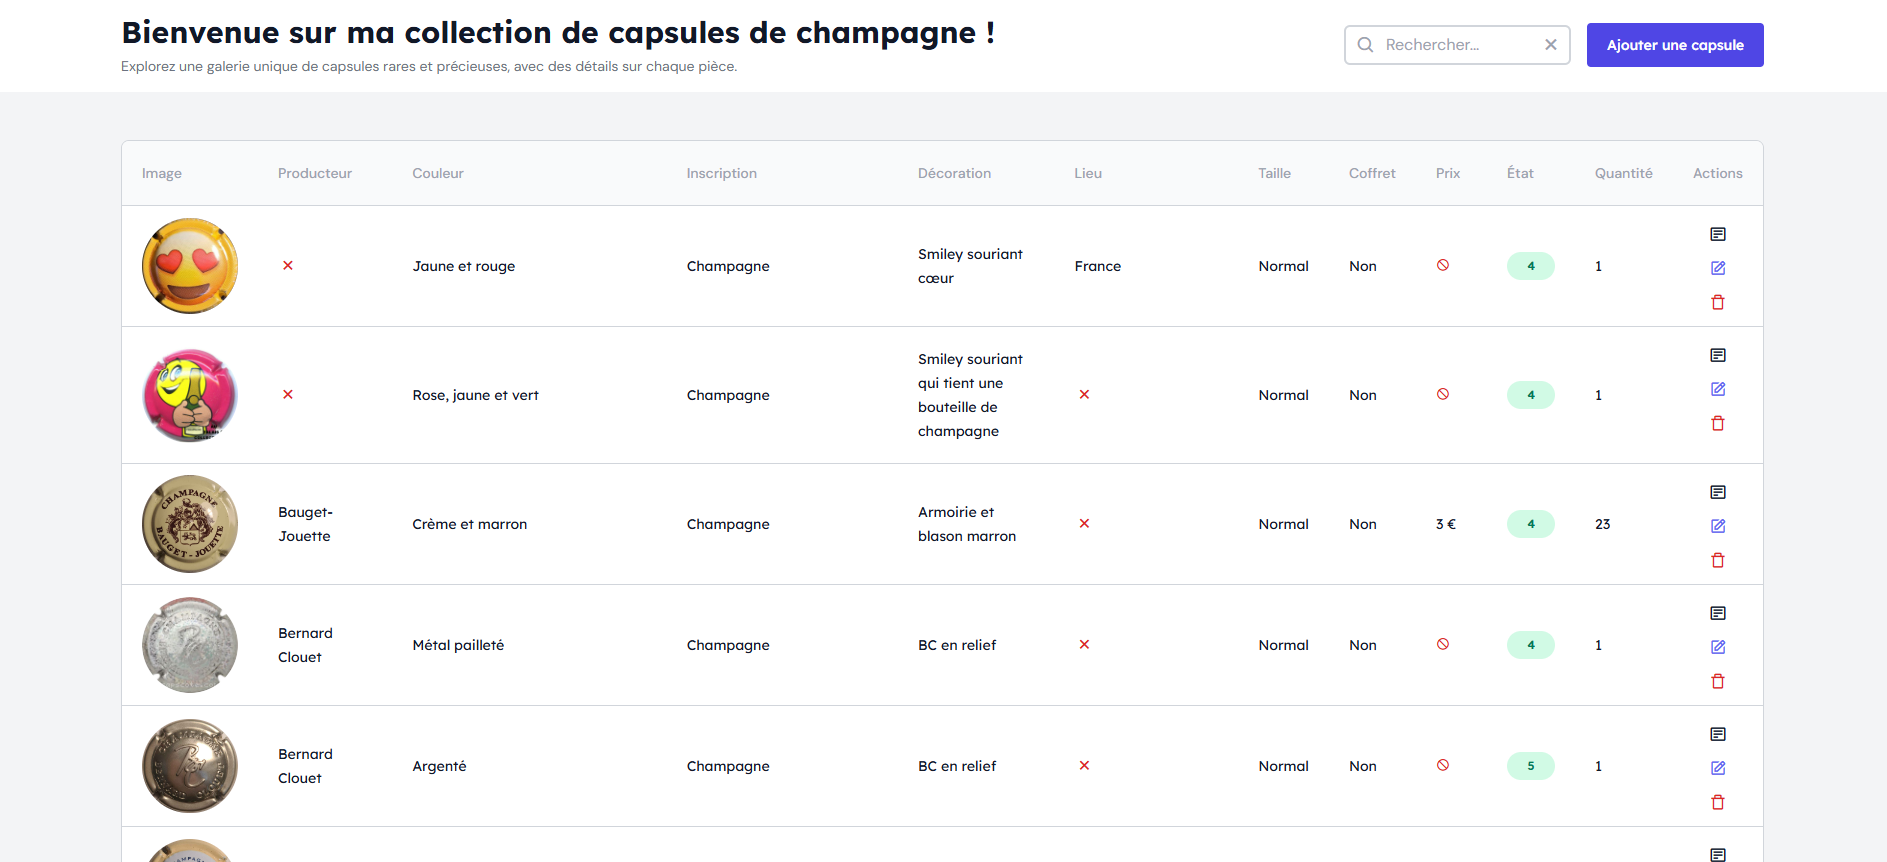 Bienvenue sur ma collection de capsules de champagne !
Explorez une galerie unique de capsules rares et précieuses, avec des détails sur chaque pièce.
Rechercher...
Ajouter une capsule
Image Producteur Couleur Inscription Décoration Lieu Taille Coffret Prix État Quantité Actions
Jaune et rouge Champagne Smiley souriant cœur France Normal Non 4 1
Rose, jaune et vert Champagne Smiley souriant qui tient une bouteille de champagne Normal Non 4 1
CHAMPAGNE
BAUGET-JOUETTE
Bauget-Jouette Crème et marron Champagne Armoirie et blason marron Normal Non 3 € 4 23
Bernard Clouet Métal pailleté Champagne BC en relief Normal Non 4 1
Bernard Clouet Argenté Champagne BC en relief Normal Non 5 1